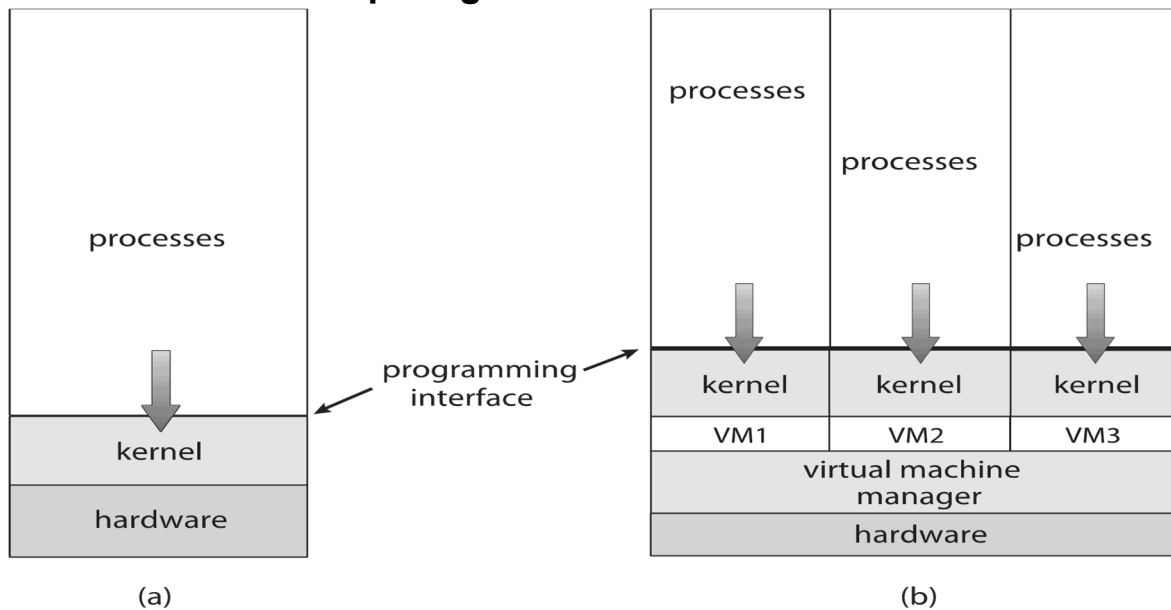 processes
kernel
hardware
(a)
programming
interface
processes
processes
processes
kernel kernel kernel
VM1 VM2 VM3
virtual machine
manager
hardware
(b)